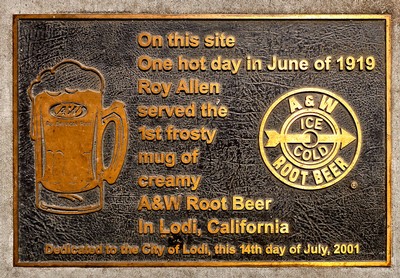 On this site
One hot day in June of 1919
Roy Allen
served the
1st frosty
mug of
creamy
A&W Root Beer
In Lodi, California
Dedicated to the City of Lodi, this 14th day of July, 2001
A&W
A&W
ICE
COLD
ROOT BEER
®